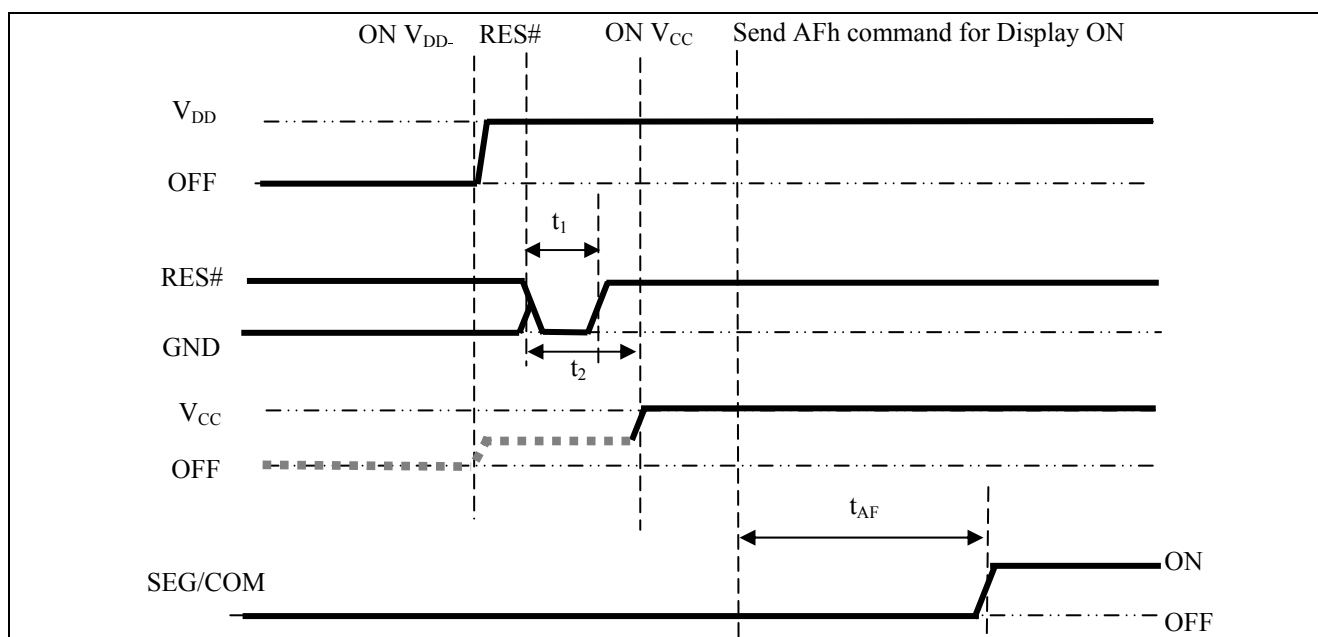 ON VDD- RES# ON VCC Send AFh command for Display ON
VDD
OFF
t1
RES#
GND
t2
VCC
OFF
tAF
SEG/COM
ON
OFF